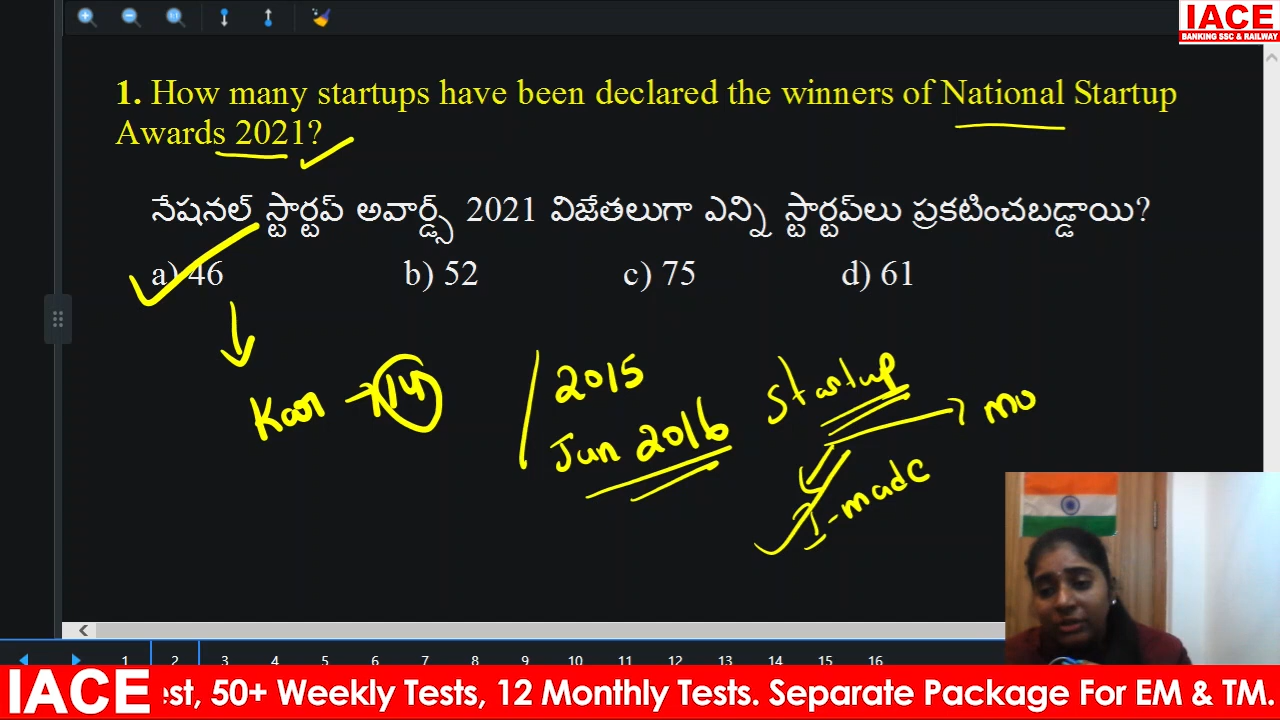 IACE
BANKING SSC & RAILWAY
1. How many startups have been declared the winners of National Startup
Awards 2021?
నేషనల్ స్టార్టప్ అవార్డ్స్ 2021 విజేతలుగా ఎన్ని స్టార్టప్‌లు ప్రకటించబడ్డాయి?
a) 46 b) 52 c) 75 d) 61
14
2015
Jun 2016
Startup
mo
I-made
1 2 3 4 5 6 7 8 9 10 11 12 13 14 15 16
IACE
est, 50+ Weekly Tests, 12 Monthly Tests. Separate Package For EM & TM.